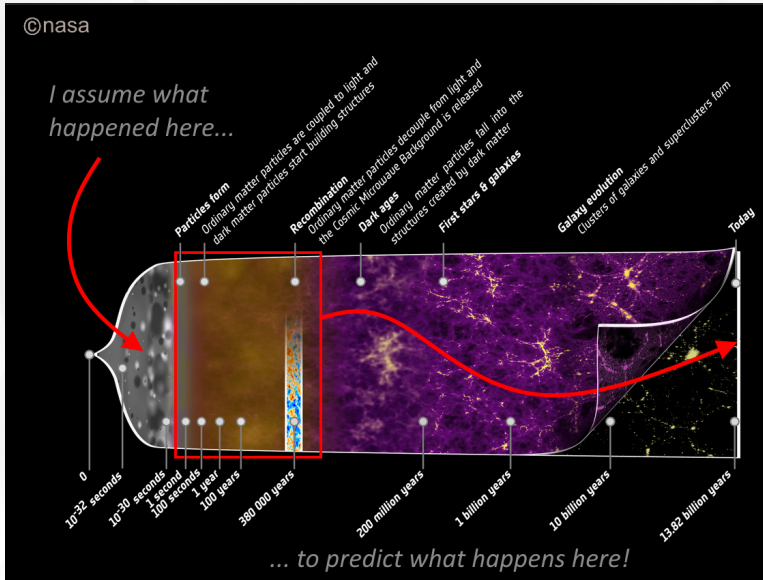 ©nasa
I assume what
happened here...
Particles form
Ordinary matter particles are coupled to light and
dark matter particles start building structures
Recombination
Ordinary matter particles decouple from light and
the Cosmic Microwave Background is released
Dark ages
Ordinary matter particles fall into the
structures created by dark matter
First stars & galaxies
Galaxy evolution
Clusters of galaxies and superclusters form
Today
0
10-32 seconds
10-30 seconds
1 second
100 seconds
1 year
100 years
380 000 years
200 million years
1 billion years
10 billion years
13.82 billion years
... to predict what happens here!